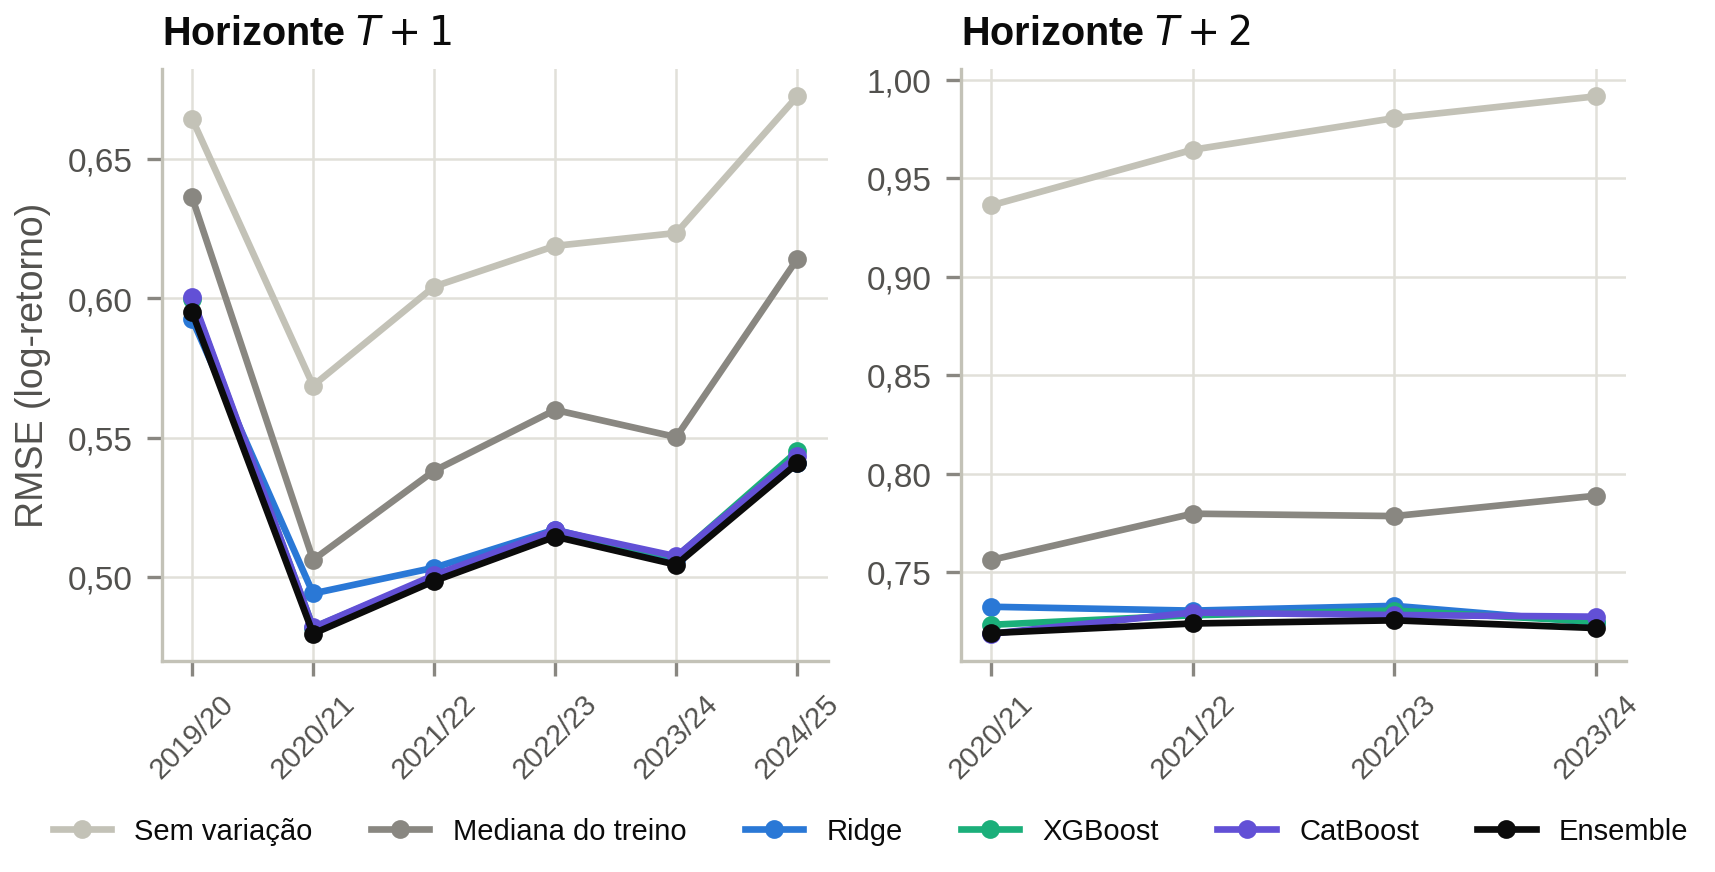 Horizonte T + 1
Horizonte T + 2
RMSE (log-retorno)
0,65
0,60
0,55
0,50
2019/20
2020/21
2021/22
2022/23
2023/24
2024/25
1,00
0,95
0,90
0,85
0,80
0,75
2020/21
2021/22
2022/23
2023/24
Sem variação
Mediana do treino
Ridge
XGBoost
CatBoost
Ensemble